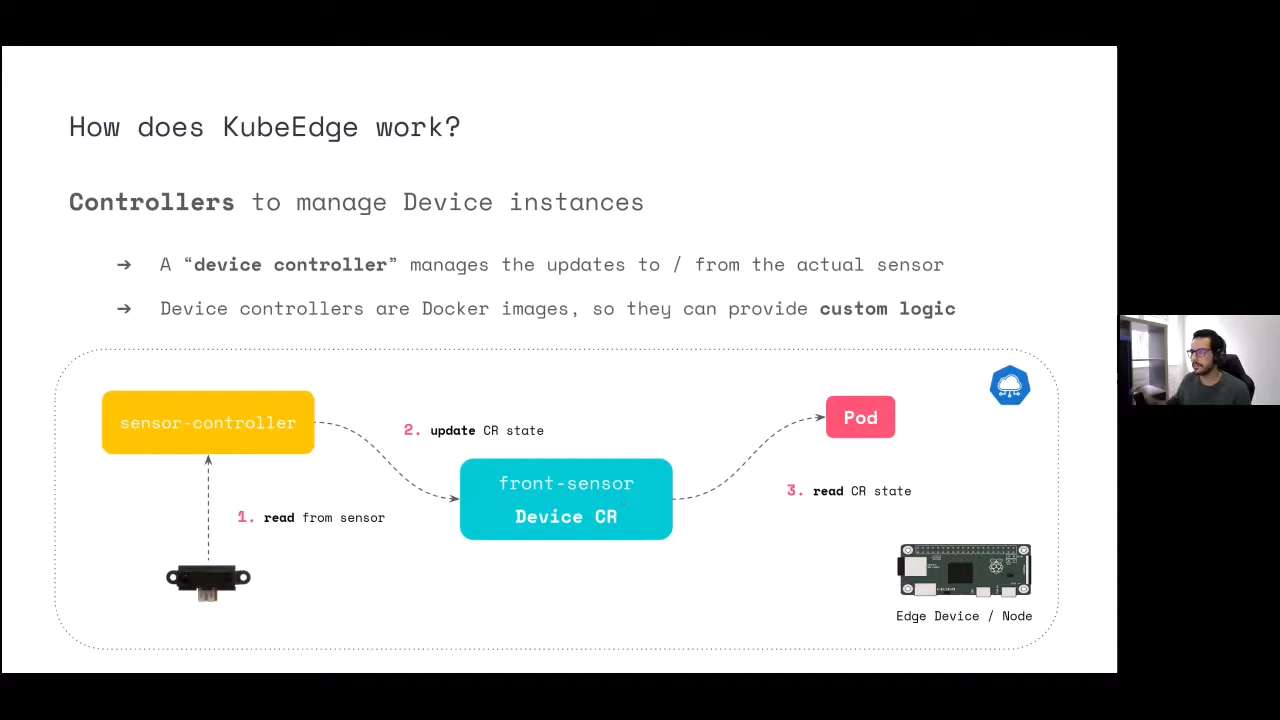 How does KubeEdge work?
Controllers to manage Device instances
➔ A “device controller” manages the updates to / from the actual sensor
➔ Device controllers are Docker images, so they can provide custom logic
sensor-controller
2. update CR state
Pod
front-sensor
Device CR
3. read CR state
1. read from sensor
Edge Device / Node